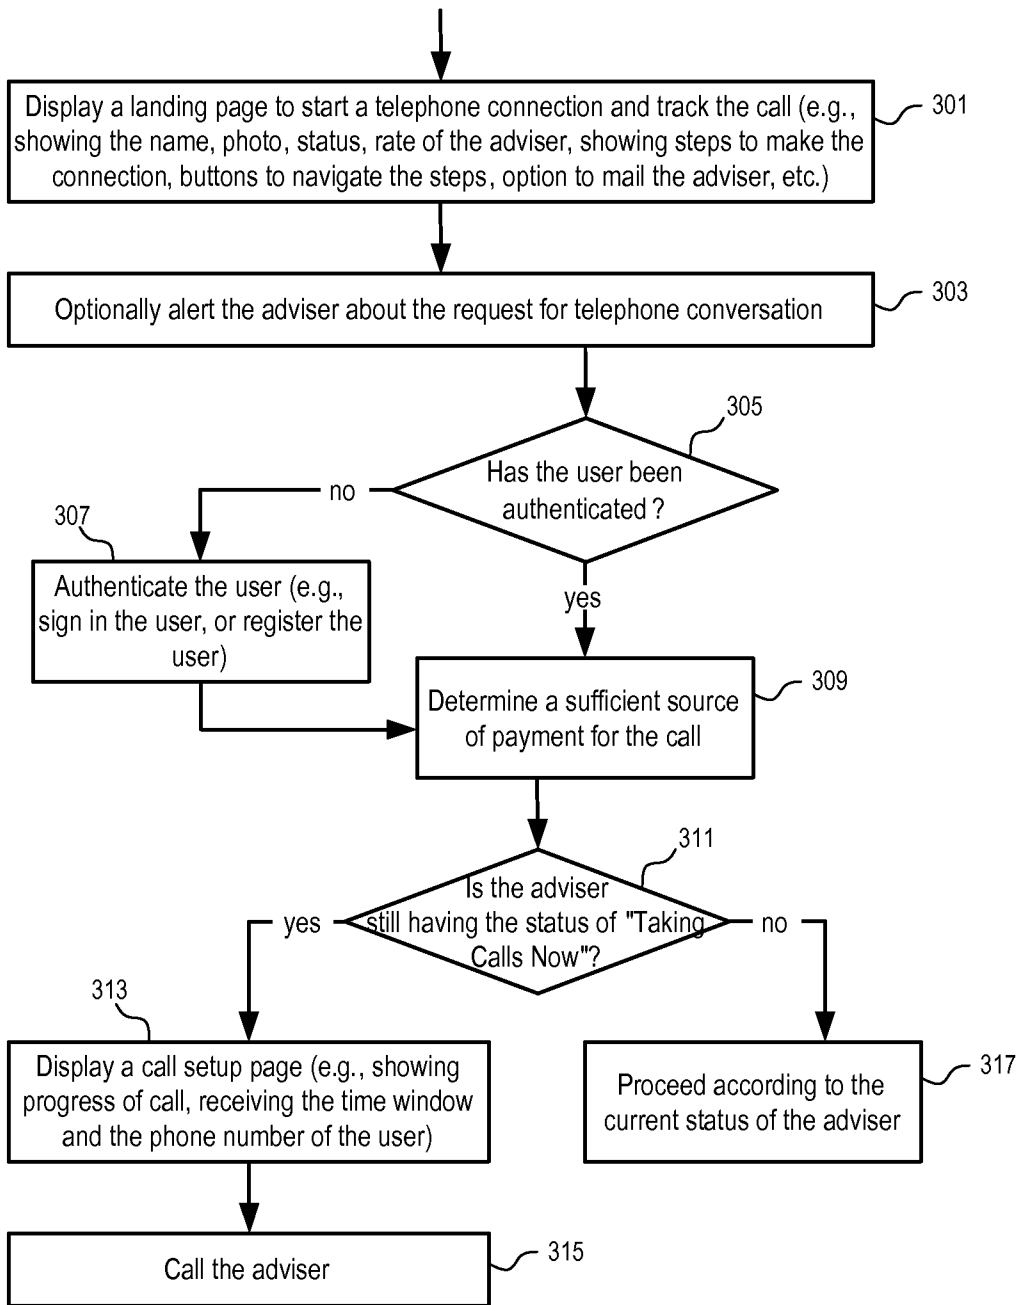 Display a landing page to start a telephone connection and track the call (e.g.,
showing the name, photo, status, rate of the adviser, showing steps to make the
connection, buttons to navigate the steps, option to mail the adviser, etc.)
301
Optionally alert the adviser about the request for telephone conversation
303
305
Has the user been
authenticated ?
no
307
Authenticate the user (e.g.,
sign in the user, or register the
user)
yes
309
Determine a sufficient source
of payment for the call
311
Is the adviser
still having the status of "Taking
Calls Now"?
yes
no
313
Display a call setup page (e.g., showing
progress of call, receiving the time window
and the phone number of the user)
317
Proceed according to the
current status of the adviser
315
Call the adviser